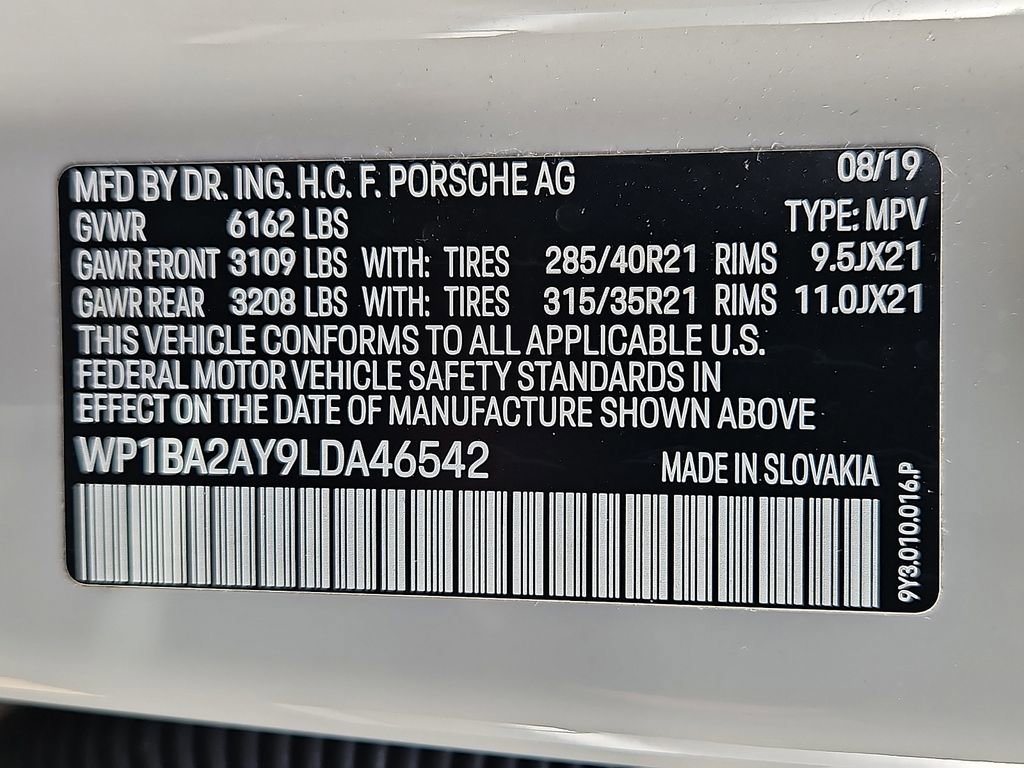 MFD BY DR. ING. H.C. F. PORSCHE AG 08/19
GVWR 6162 LBS TYPE: MPV
GAWR FRONT 3109 LBS WITH: TIRES 285/40R21 RIMS 9.5JX21
GAWR REAR 3208 LBS WITH: TIRES 315/35R21 RIMS 11.0JX21
THIS VEHICLE CONFORMS TO ALL APPLICABLE U.S.
FEDERAL MOTOR VEHICLE SAFETY STANDARDS IN
EFFECT ON THE DATE OF MANUFACTURE SHOWN ABOVE
WP1BA2AY9LDA46542 MADE IN SLOVAKIA
9Y3.010.016.P